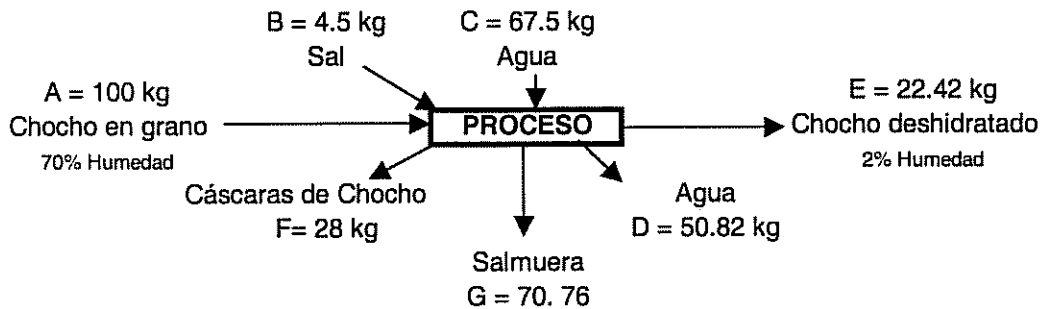 B = 4.5 kg
Sal
C = 67.5 kg
Agua
A = 100 kg
Chocho en grano
70% Humedad
PROCESO
E = 22.42 kg
Chocho deshidratado
2% Humedad
Cáscaras de Chocho
F= 28 kg
Agua
D = 50.82 kg
Salmuera
G = 70. 76